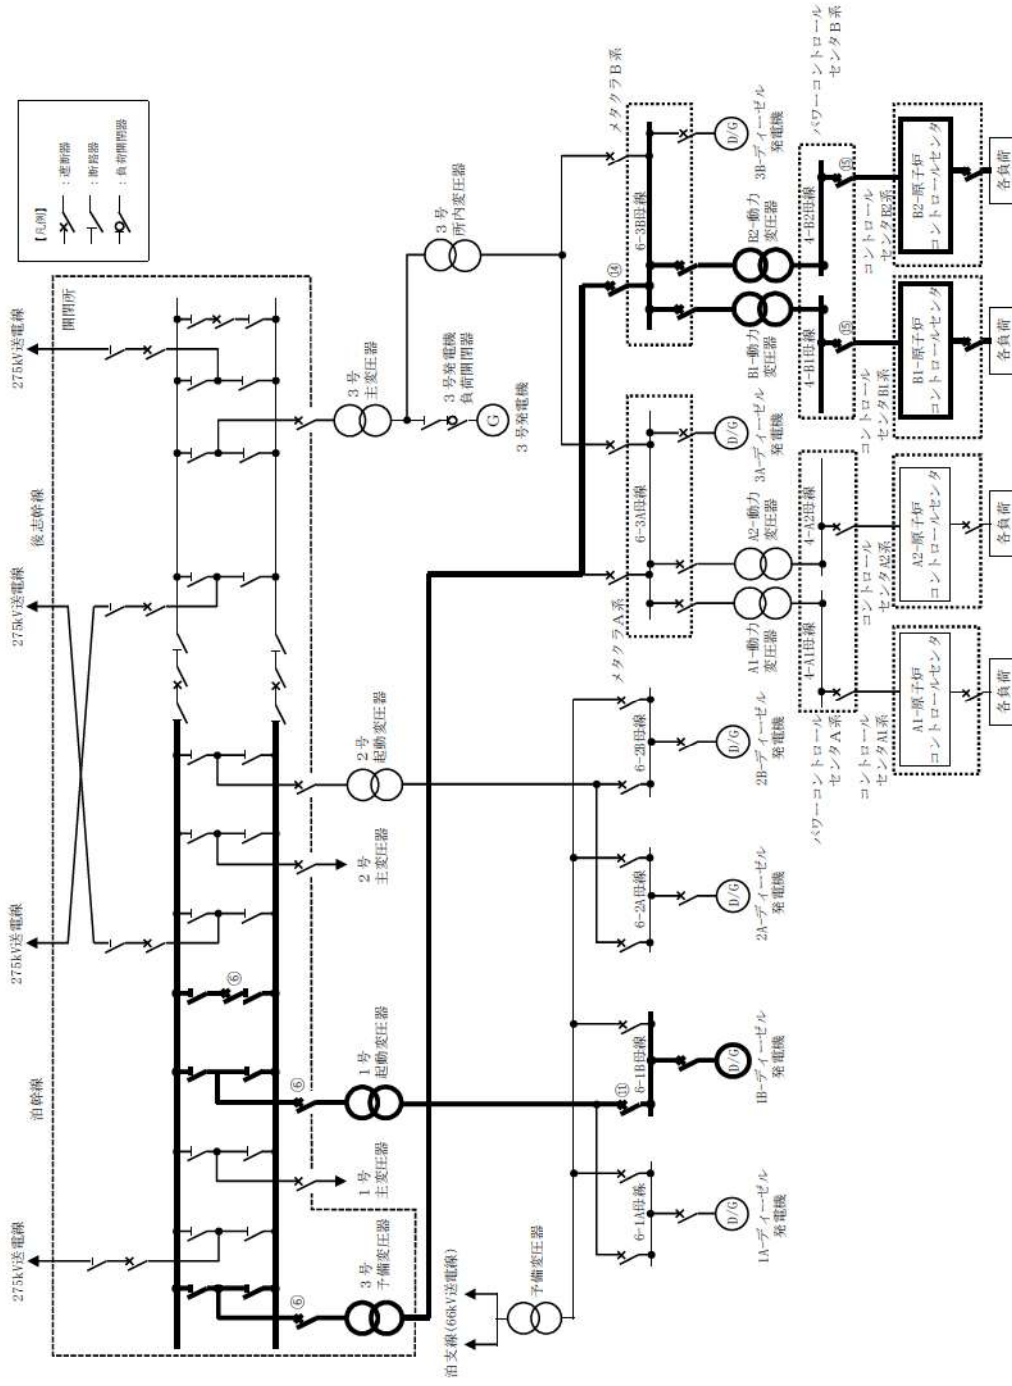 275kV送電線
泊幹線
275kV送電線
275kV送電線
後志幹線
275kV送電線
開閉所
【凡例】
：遮断器
：断路器
：負荷開閉器
⑥
⑥
⑥
3号
予備変圧器
1号
主変圧器
1号
起動変圧器
2号
主変圧器
2号
起動変圧器
3号
主変圧器
3号発電機
負荷開閉器
G
3号発電機
3号
所内変圧器
泊支線(66kV送電線)
予備変圧器
6-1A母線
D/G
1A-ディーゼル
発電機
⑪
6-1B母線
D/G
1B-ディーゼル
発電機
6-2A母線
D/G
2A-ディーゼル
発電機
6-2B母線
D/G
2B-ディーゼル
発電機
メタクラA系
6-3A母線
D/G
3A-ディーゼル
発電機
A1-動力
変圧器
A2-動力
変圧器
メタクラB系
⑭
6-3B母線
D/G
3B-ディーゼル
発電機
B1-動力
変圧器
B2-動力
変圧器
パワーコントロール
センタA系
4-A1母線
4-A2母線
パワーコントロール
センタB系
4-B1母線
4-B2母線
⑮
⑮
コントロール
センタA1系
A1-原子炉
コントロールセンタ
各負荷
コントロール
センタA2系
A2-原子炉
コントロールセンタ
各負荷
コントロール
センタB1系
B1-原子炉
コントロールセンタ
各負荷
コントロール
センタB2系
B2-原子炉
コントロールセンタ
各負荷